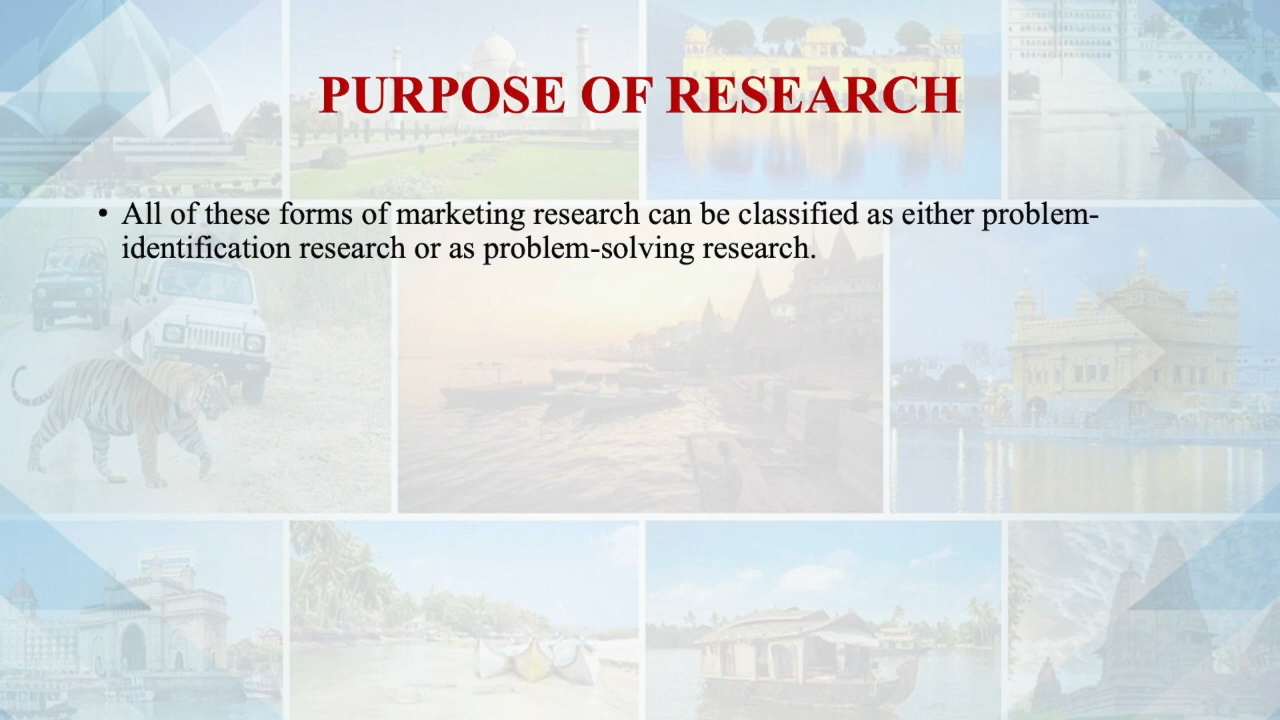 PURPOSE OF RESEARCH
• All of these forms of marketing research can be classified as either problem-
identification research or as problem-solving research.